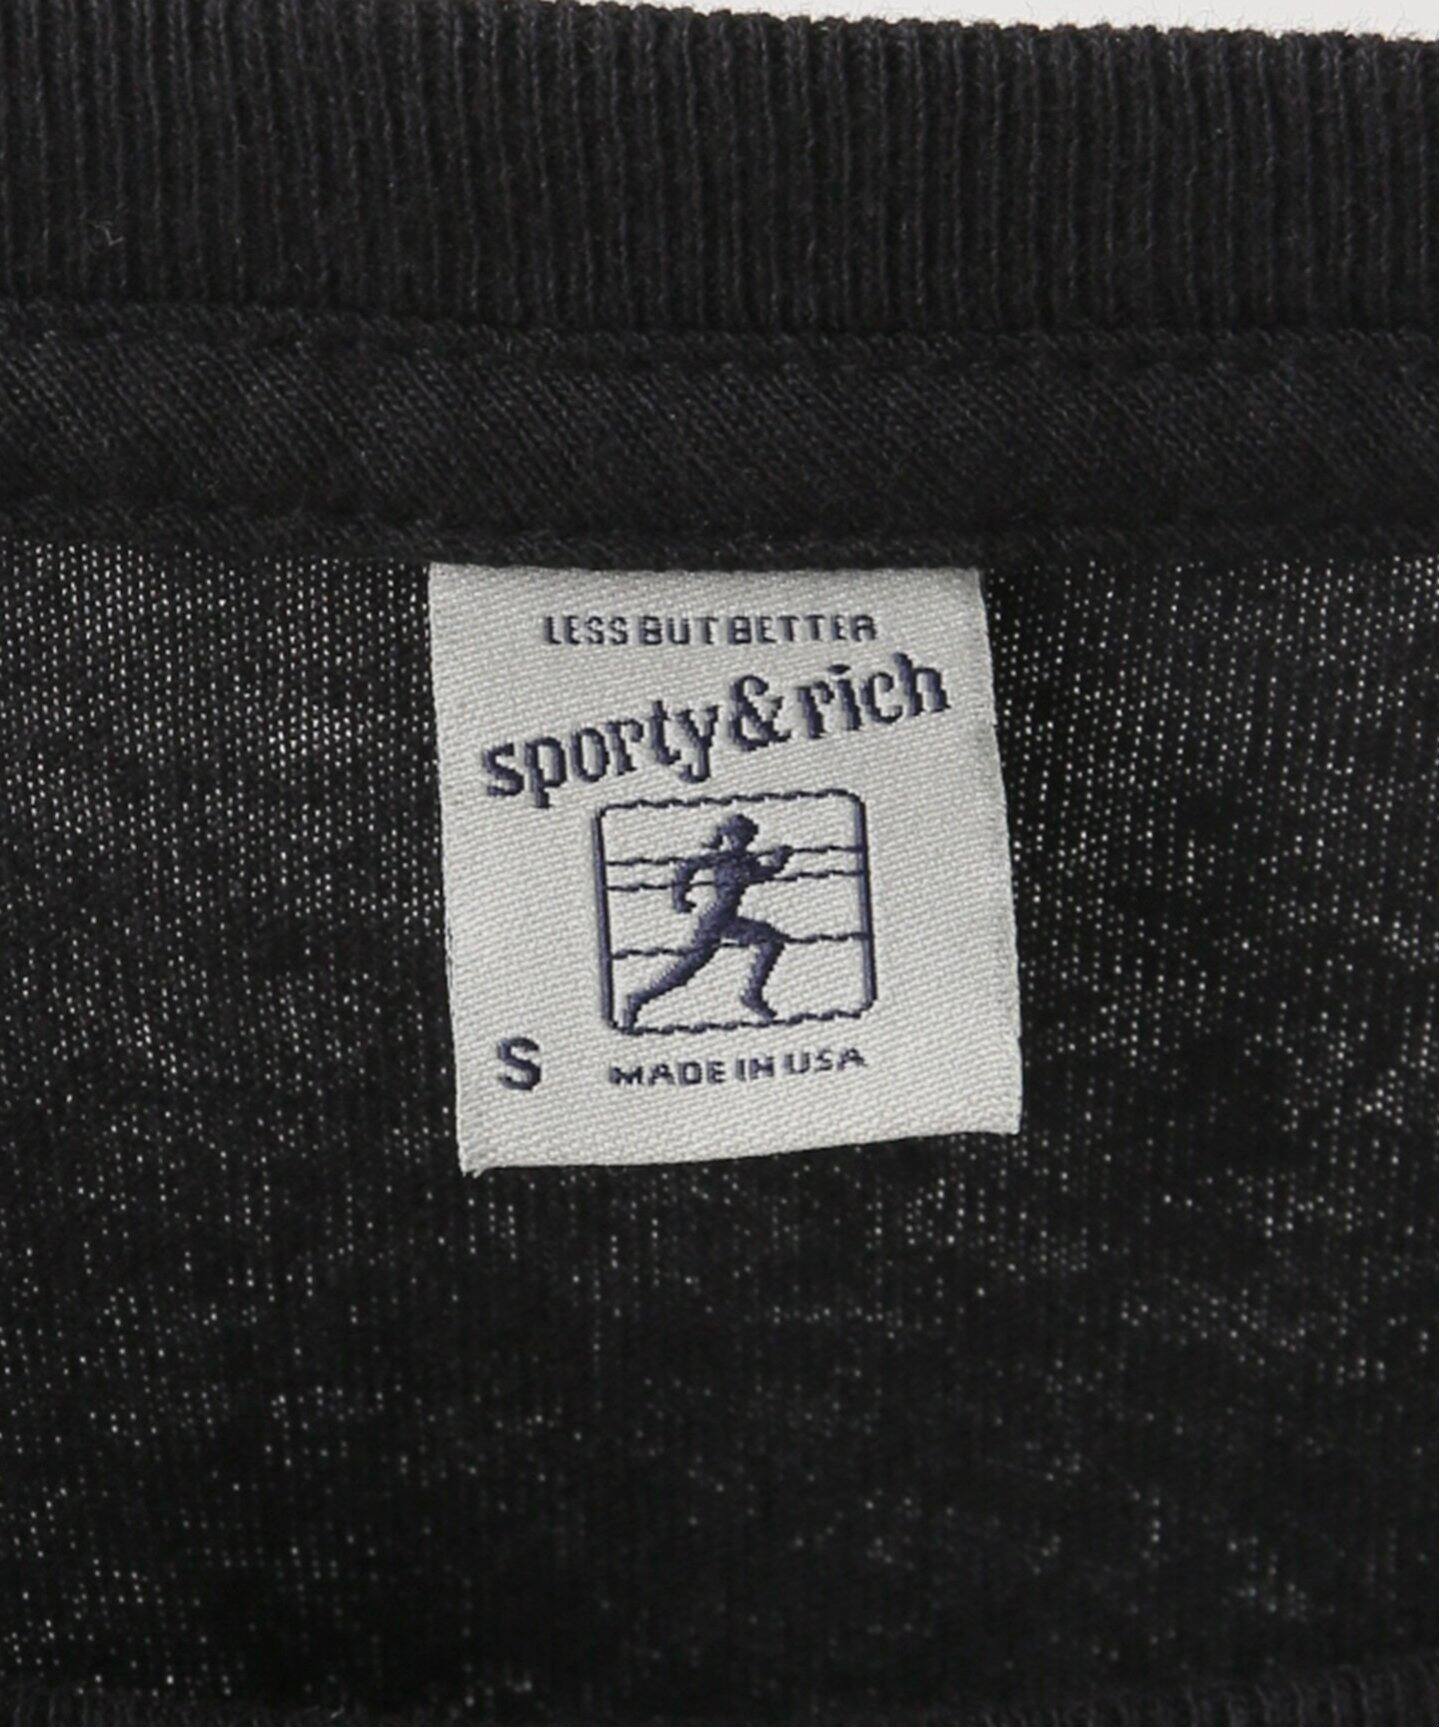 LESS BUT BETTER
sporty&rich
S
MADE IN USA